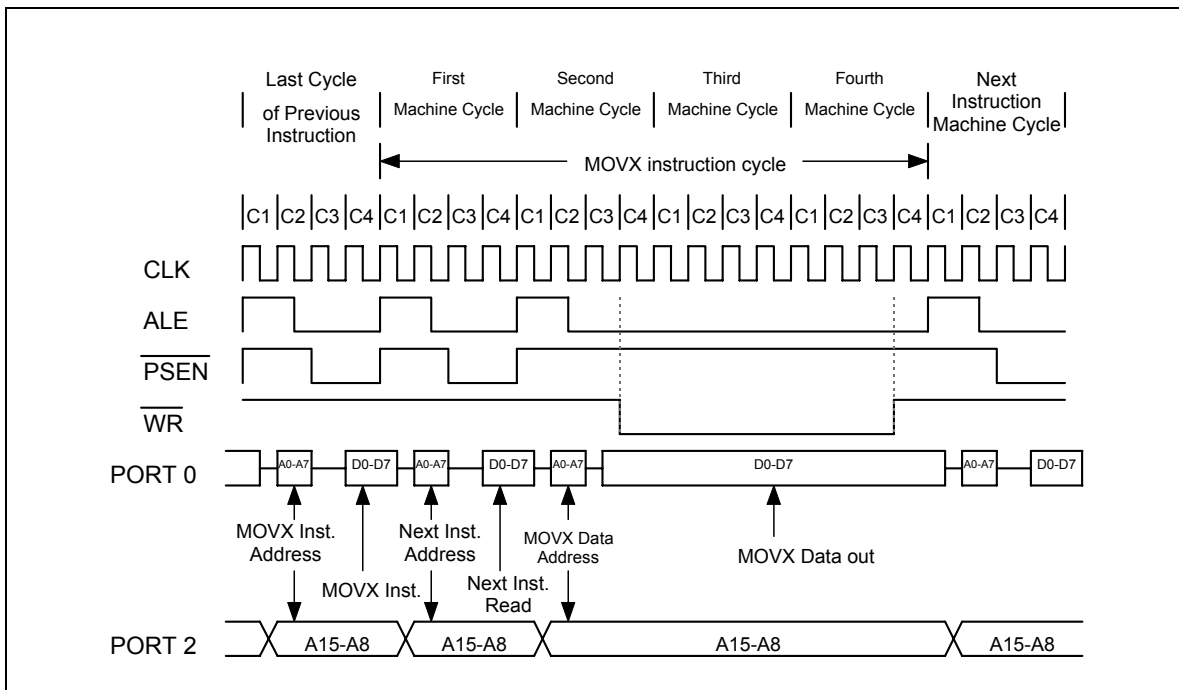 Last Cycle
of Previous
Instruction
First
Machine Cycle
Second
Machine Cycle
Third
Machine Cycle
Fourth
Machine Cycle
Next
Instruction
Machine Cycle
MOVX instruction cycle
C1 C2 C3 C4 C1 C2 C3 C4 C1 C2 C3 C4 C1 C2 C3 C4 C1 C2 C3 C4 C1 C2 C3 C4
CLK
ALE
PSEN
WR
PORT 0
A0-A7 D0-D7 A0-A7 D0-D7 A0-A7 D0-D7 A0-A7 D0-D7
MOVX Inst.
Address
MOVX Inst.
Next Inst.
Address
Next Inst.
Read
MOVX Data
Address
MOVX Data out
PORT 2
A15-A8 A15-A8 A15-A8 A15-A8